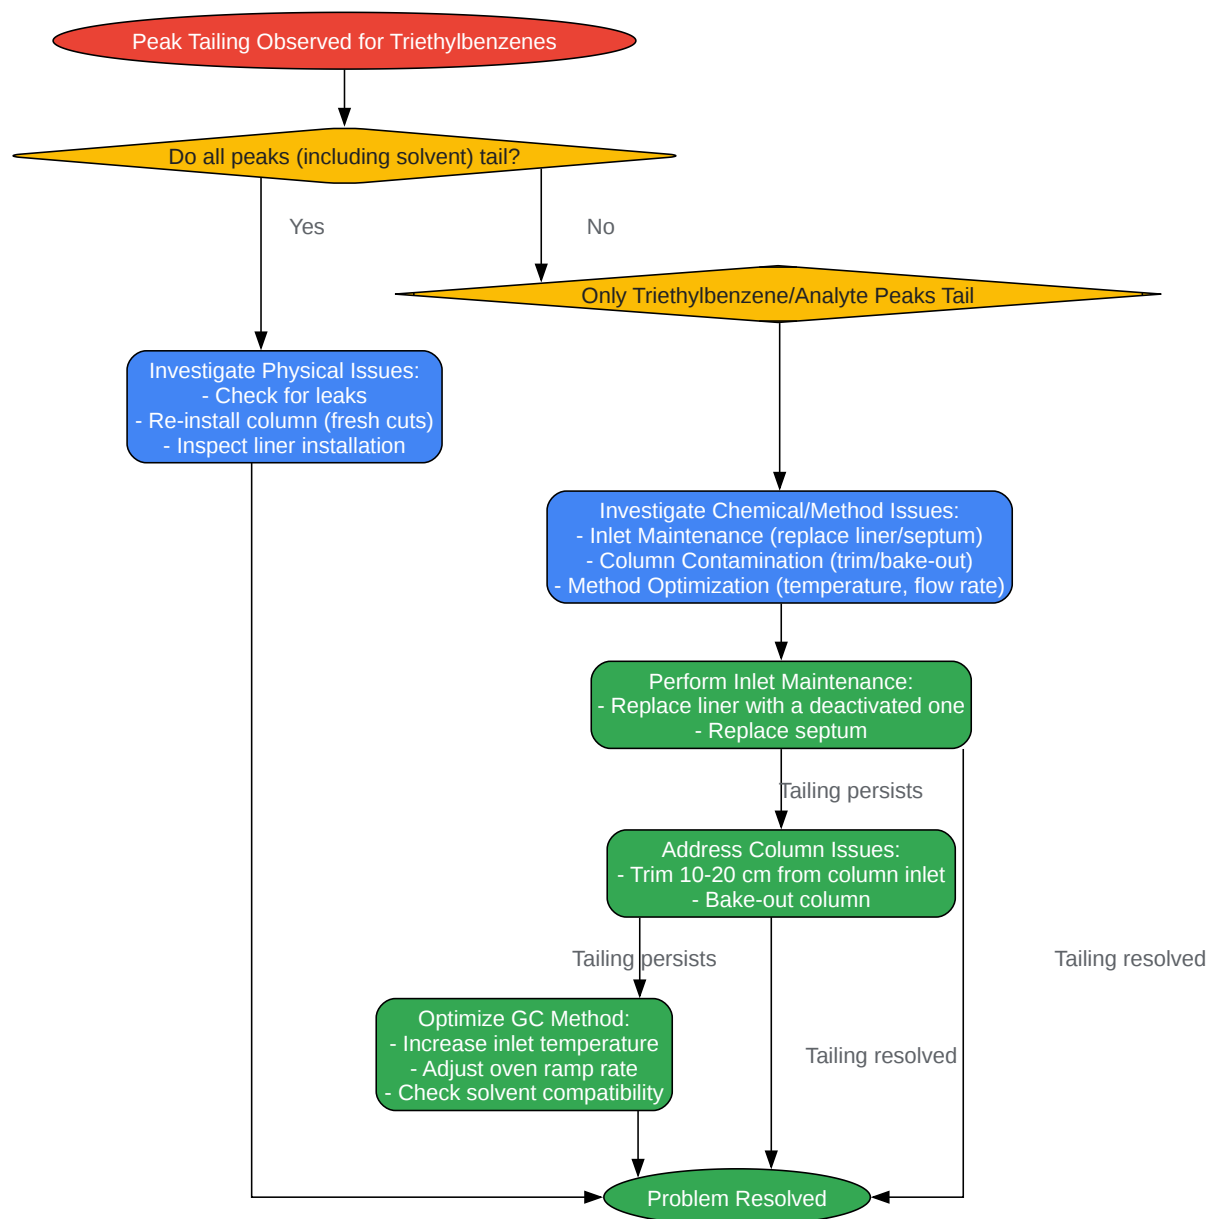 Peak Tailing Observed for Triethylbenzenes
Do all peaks (including solvent) tail?
Yes
No
Only Triethylbenzene/Analyte Peaks Tail
Investigate Physical Issues:
- Check for leaks
- Re-install column (fresh cuts)
- Inspect liner installation
Investigate Chemical/Method Issues:
- Inlet Maintenance (replace liner/septum)
- Column Contamination (trim/bake-out)
- Method Optimization (temperature, flow rate)
Perform Inlet Maintenance:
- Replace liner with a deactivated one
- Replace septum
Tailing persists
Address Column Issues:
- Trim 10-20 cm from column inlet
- Bake-out column
Tailing persists
Tailing resolved
Optimize GC Method:
- Increase inlet temperature
- Adjust oven ramp rate
- Check solvent compatibility
Tailing resolved
Problem Resolved